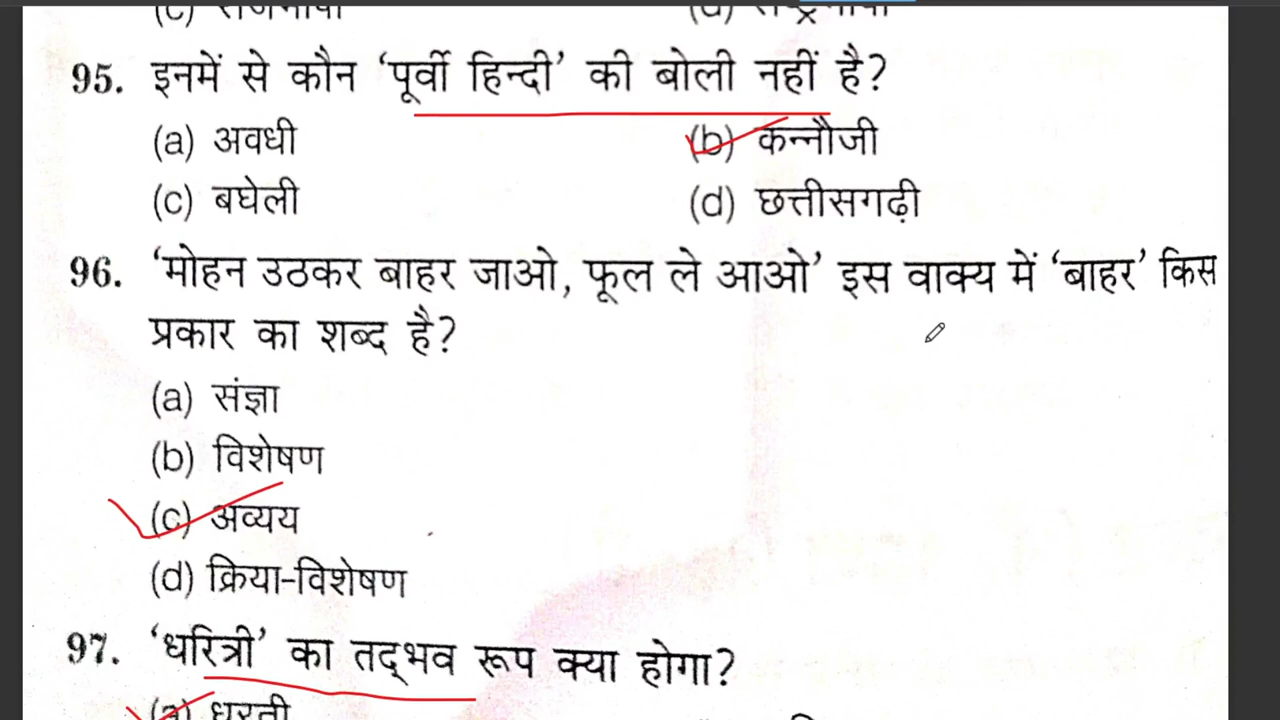 95. इनमें से कौन ‘पूर्वी हिन्दी’ की बोली नहीं है?
(a) अवधी (b) कन्नौजी
(c) बघेली (d) छत्तीसगढ़ी
96. ‘मोहन उठकर बाहर जाओ, फूल ले आओ’ इस वाक्य में ‘बाहर’ किस
प्रकार का शब्द है?
(a) संज्ञा
(b) विशेषण
(c) अव्यय
(d) क्रिया-विशेषण
97. ‘धरित्री’ का तद्भव रूप क्या होगा?
(a) धरती